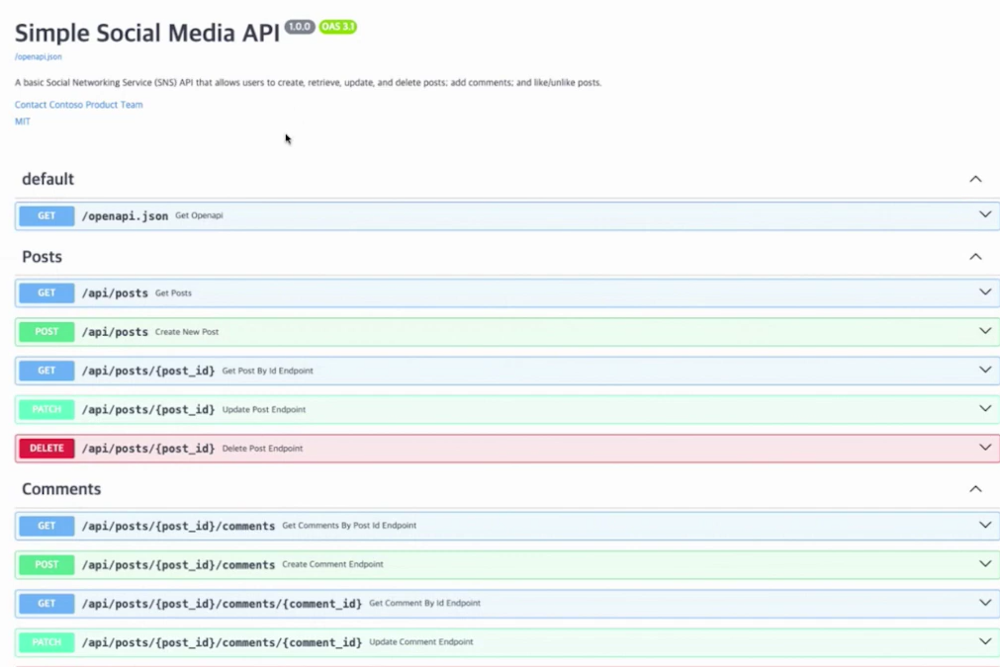 Simple Social Media API 1.0.0 OAS 3.1
/openapi.json
A basic Social Networking Service (SNS) API that allows users to create, retrieve, update, and delete posts; add comments; and like/unlike posts.
Contact Contoso Product Team
MIT
default
GET /openapi.json Get Openapi
Posts
GET /api/posts Get Posts
POST /api/posts Create New Post
GET /api/posts/{post_id} Get Post By Id Endpoint
PATCH /api/posts/{post_id} Update Post Endpoint
DELETE /api/posts/{post_id} Delete Post Endpoint
Comments
GET /api/posts/{post_id}/comments Get Comments By Post Id Endpoint
POST /api/posts/{post_id}/comments Create Comment Endpoint
GET /api/posts/{post_id}/comments/{comment_id} Get Comment By Id Endpoint
PATCH /api/posts/{post_id}/comments/{comment_id} Update Comment Endpoint